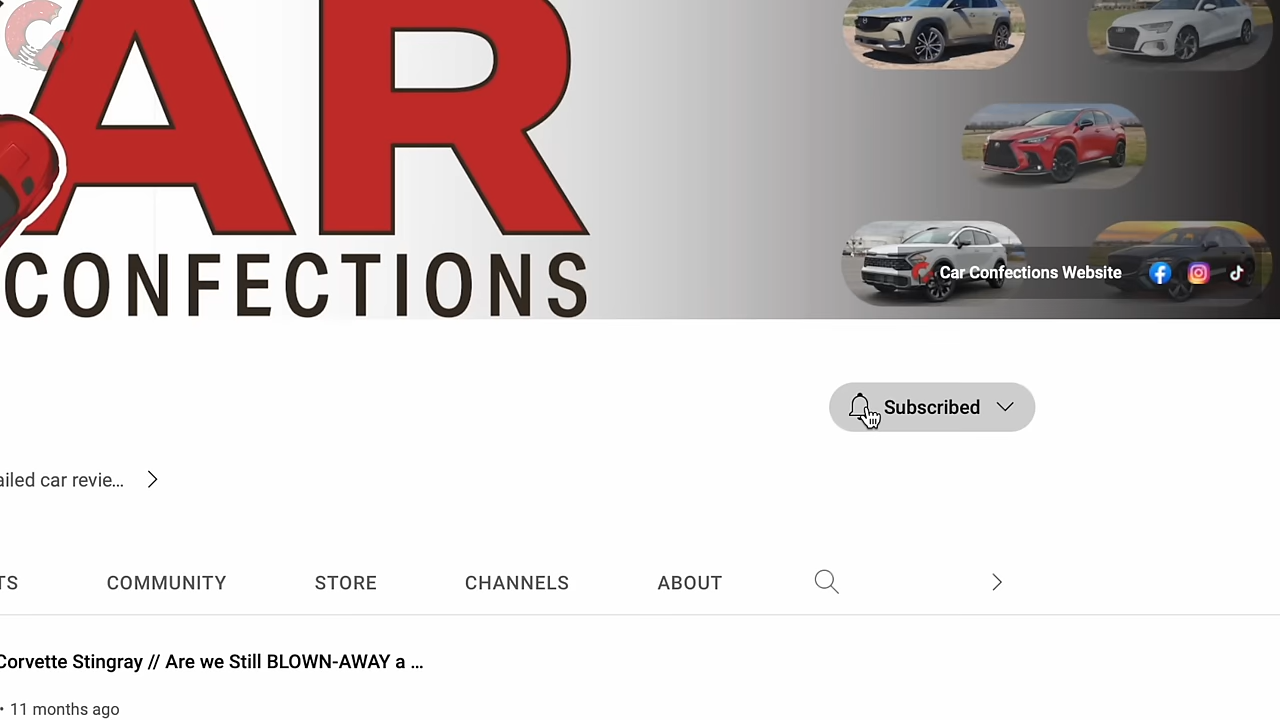 CAR
CONFECTIONS
Car Confections Website
Subscribed
ailed car revie...
TS
COMMUNITY
STORE
CHANNELS
ABOUT
Corvette Stingray // Are we Still BLOWN-AWAY a ...
• 11 months ago